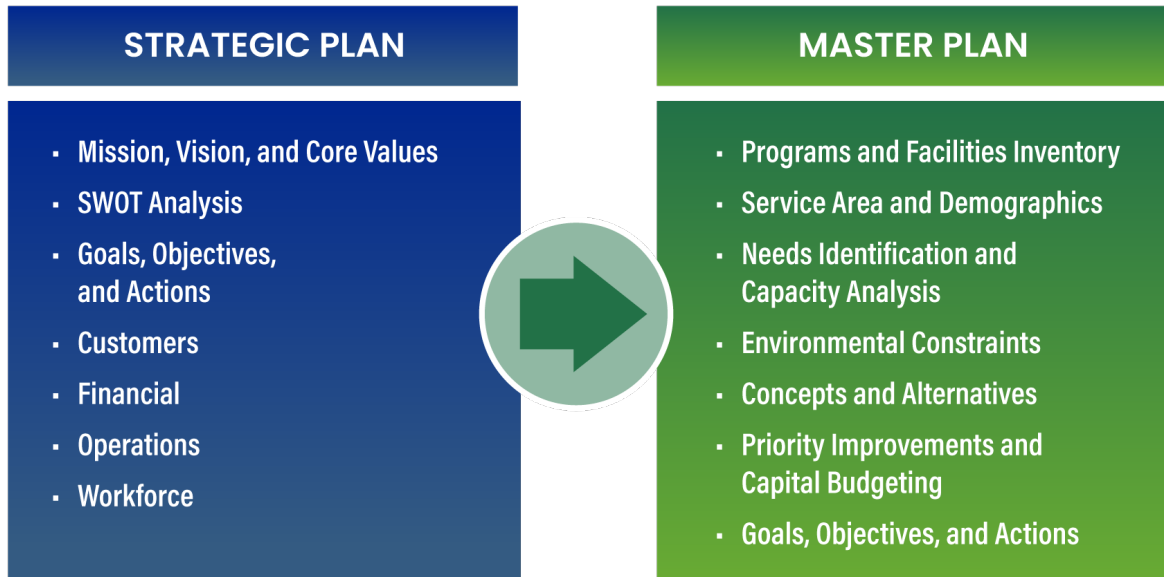 STRATEGIC PLAN
▪ Mission, Vision, and Core Values
▪ SWOT Analysis
▪ Goals, Objectives,
and Actions
▪ Customers
▪ Financial
▪ Operations
▪ Workforce
MASTER PLAN
▪ Programs and Facilities Inventory
▪ Service Area and Demographics
▪ Needs Identification and
Capacity Analysis
▪ Environmental Constraints
▪ Concepts and Alternatives
▪ Priority Improvements and
Capital Budgeting
▪ Goals, Objectives, and Actions